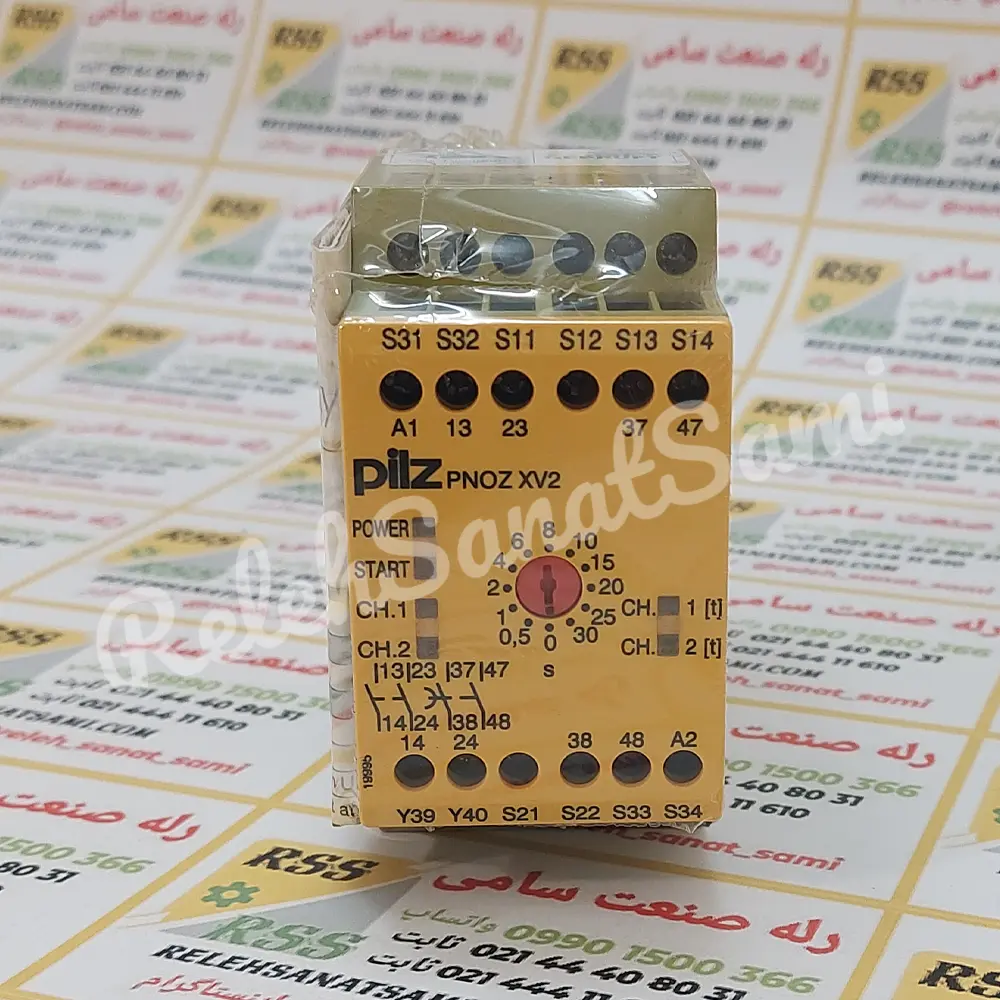 S31 S32 S11 S12 S13 S14
A1 13 23 37 47
pilz PNOZ XV2
POWER
START
CH.1
CH.2
0 0,5 1 2 4 6 8 10 15 20 25 30
s
CH. 1 [t]
CH. 2 [t]
13 23 37 47
14 24 38 48
14 24 38 48 A2
Y39 Y40 S21 S22 S33 S34
RelehSanatSami
RSS
RSS
رله صنعت سامی
0990 1500 366 واتساپ
021 44 40 80 31 ثابت
021 444 11 610
RELEHSANATSAMI.COM
@releh_sanat_sami